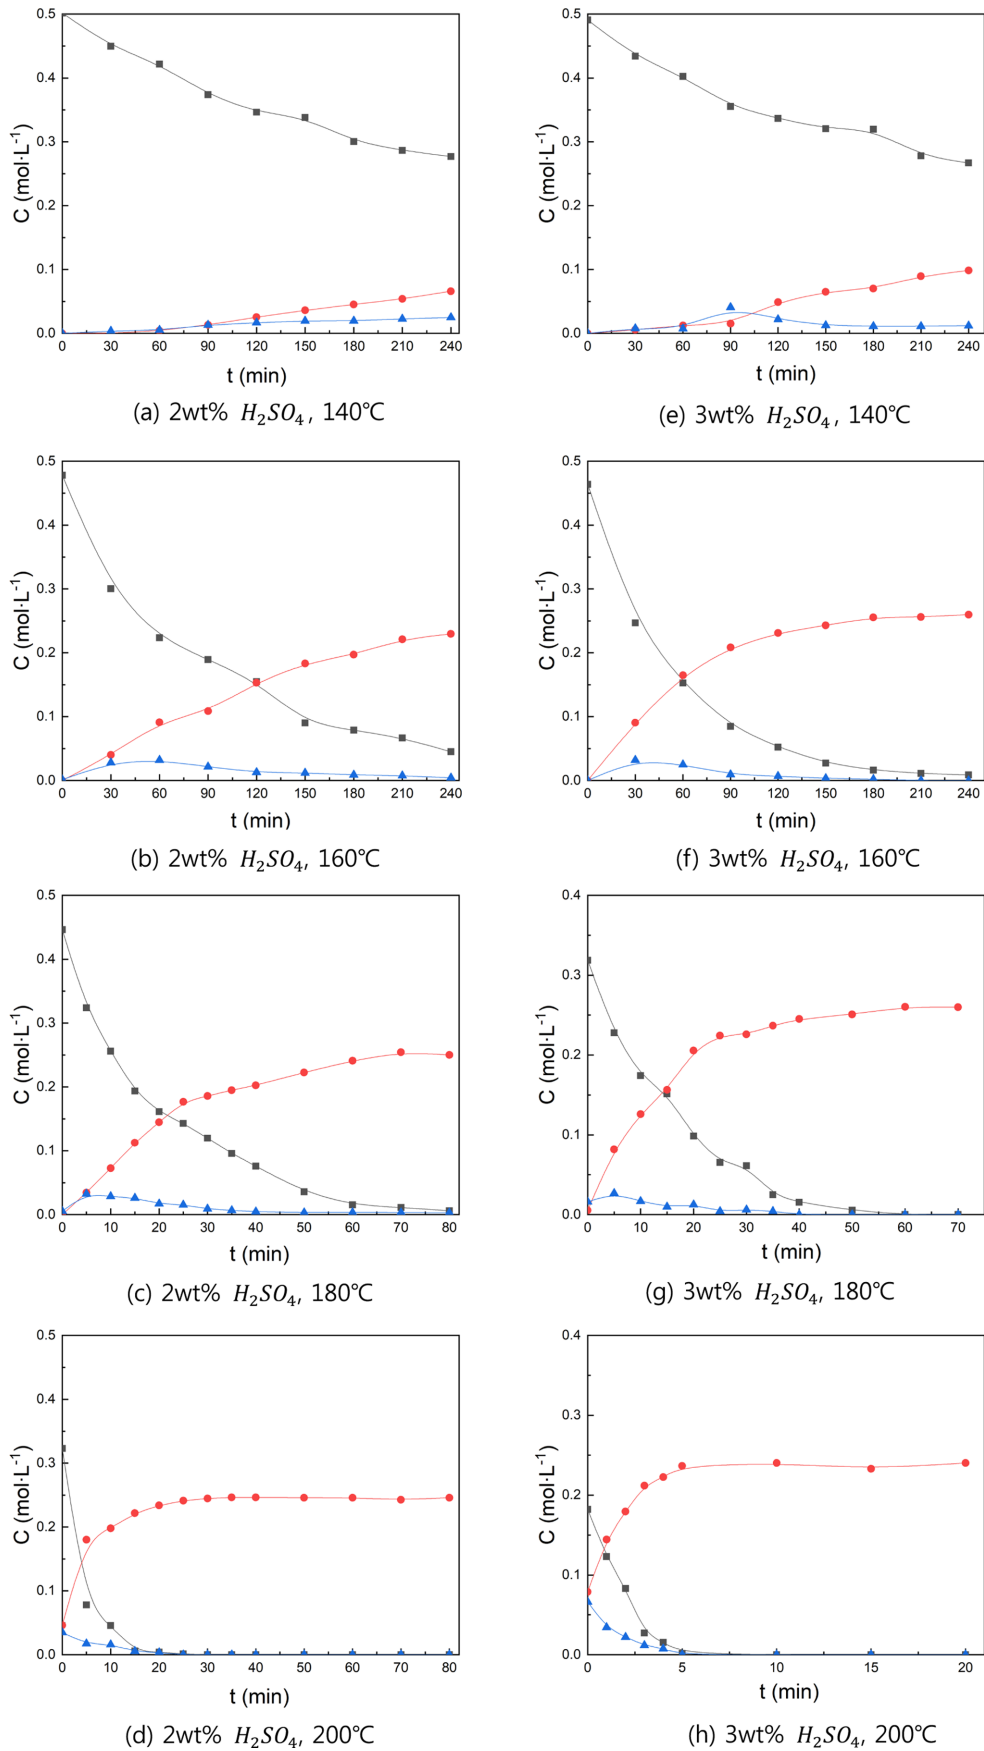 0.5
0.4
0.3
0.2
0.1
0.0
C (mol·L⁻¹)
0 30 60 90 120 150 180 210 240
t (min)
(a) 2wt% H₂SO₄, 140℃
0.5
0.4
0.3
0.2
0.1
0.0
C (mol·L⁻¹)
0 30 60 90 120 150 180 210 240
t (min)
(e) 3wt% H₂SO₄, 140℃
0.5
0.4
0.3
0.2
0.1
0.0
C (mol·L⁻¹)
0 30 60 90 120 150 180 210 240
t (min)
(b) 2wt% H₂SO₄, 160℃
0.5
0.4
0.3
0.2
0.1
0.0
C (mol·L⁻¹)
0 30 60 90 120 150 180 210 240
t (min)
(f) 3wt% H₂SO₄, 160℃
0.5
0.4
0.3
0.2
0.1
0.0
C (mol·L⁻¹)
0 10 20 30 40 50 60 70 80
t (min)
(c) 2wt% H₂SO₄, 180℃
0.4
0.3
0.2
0.1
0.0
C (mol·L⁻¹)
0 10 20 30 40 50 60 70
t (min)
(g) 3wt% H₂SO₄, 180℃
0.5
0.4
0.3
0.2
0.1
0.0
C (mol·L⁻¹)
0 10 20 30 40 50 60 70 80
t (min)
(d) 2wt% H₂SO₄, 200℃
0.4
0.3
0.2
0.1
0.0
C (mol·L⁻¹)
0 5 10 15 20
t (min)
(h) 3wt% H₂SO₄, 200℃